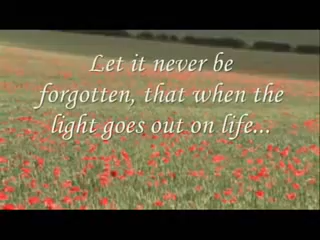 Let it never be
forgotten, that when the
light goes out on life...